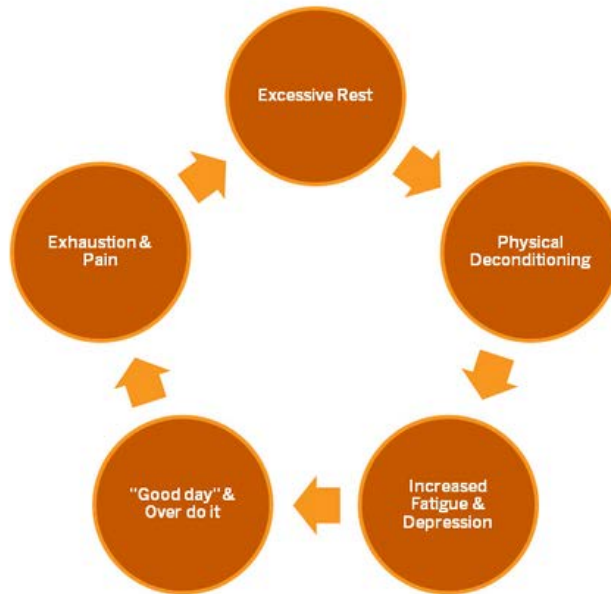 Excessive Rest
Physical
Deconditioning
Increased
Fatigue &
Depression
"Good day" &
Over do it
Exhaustion &
Pain